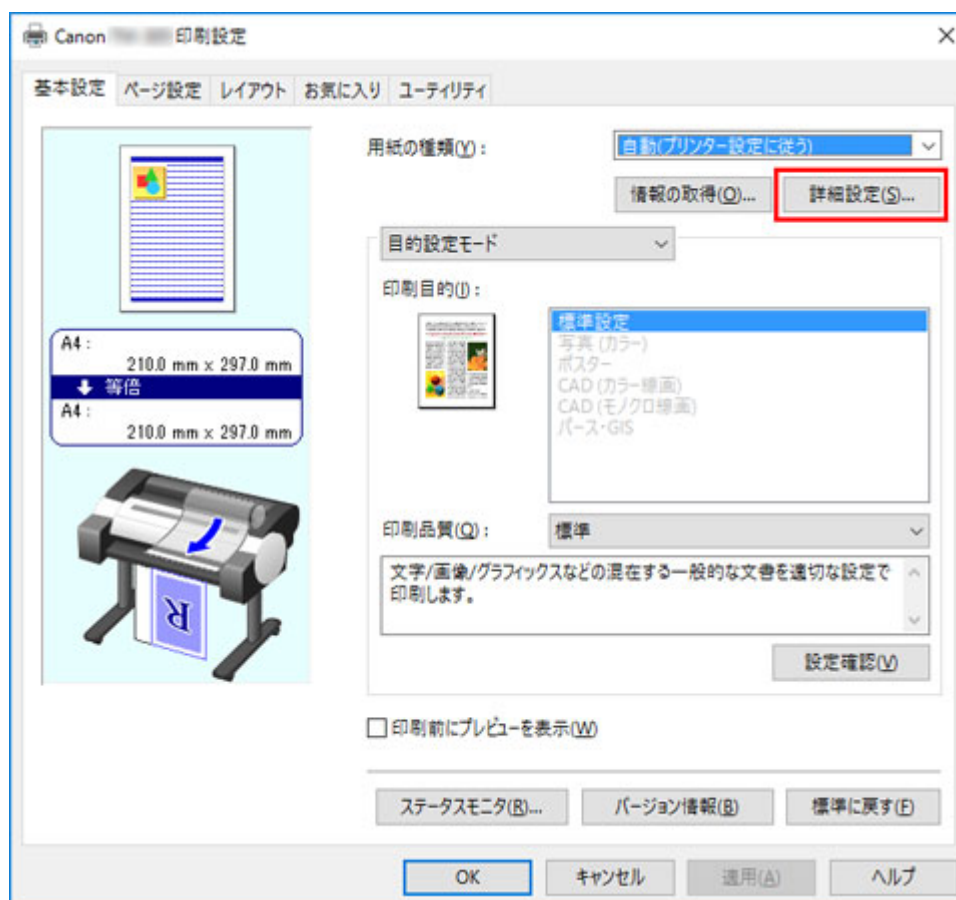 Canon 印刷設定
基本設定 ページ設定 レイアウト お気に入り ユーティリティ
用紙の種類(Y)： 自動(プリンター設定に従う)
情報の取得(O)... 詳細設定(S)...
目的設定モード
印刷目的(I)：
標準設定
写真 (カラー)
ポスター
CAD (カラー線画)
CAD (モノクロ線画)
パース・GIS
A4：
210.0 mm × 297.0 mm
等倍
A4：
210.0 mm × 297.0 mm
R
印刷品質(Q)： 標準
文字/画像/グラフィックスなどの混在する一般的な文書を適切な設定で
印刷します。
設定確認(V)
印刷前にプレビューを表示(W)
ステータスモニタ(R)... バージョン情報(B) 標準に戻す(F)
OK キャンセル 適用(A) ヘルプ